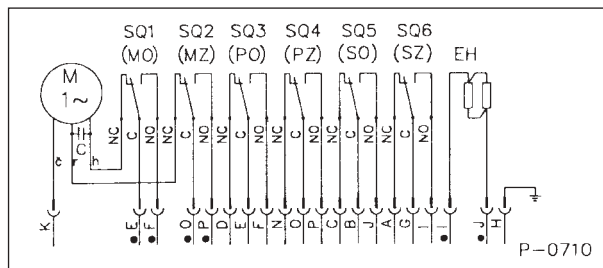 SQ1 SQ2 SQ3 SQ4 SQ5 SQ6 EH
(MO) (MZ) (PO) (PZ) (SO) (SZ)
M
1~
C
č r h
NC C NO NC C NO NC C NO NC C NO NC C NO NC C NO
K E F O P D E F N O P C B J A G I I J H
P-0710